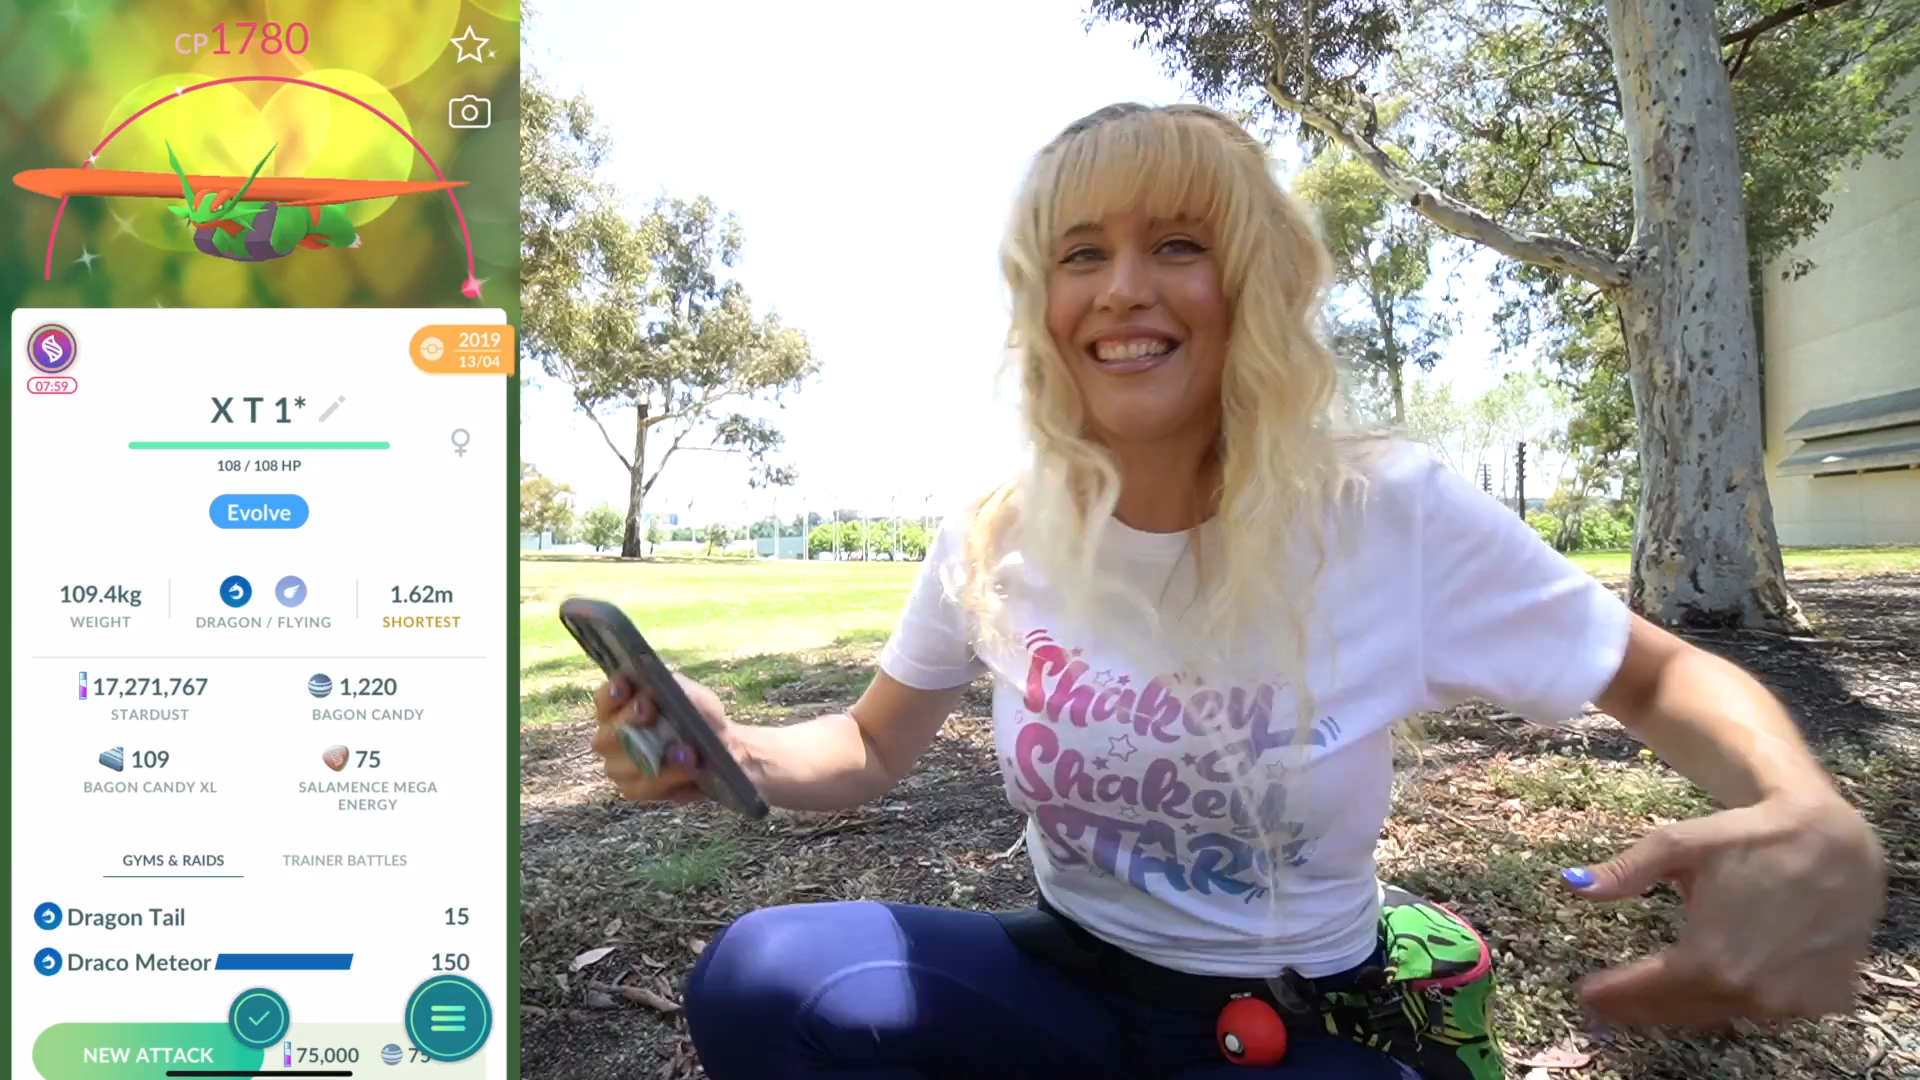 CP1780
2019
13/04
07:59
X T 1*
108 / 108 HP
Evolve
109.4kg
WEIGHT
DRAGON / FLYING
1.62m
SHORTEST
17,271,767
STARDUST
1,220
BAGON CANDY
109
BAGON CANDY XL
75
SALAMENCE MEGA
ENERGY
GYMS & RAIDS
TRAINER BATTLES
Dragon Tail 15
Draco Meteor 150
NEW ATTACK
75,000
Shakey
Shakey